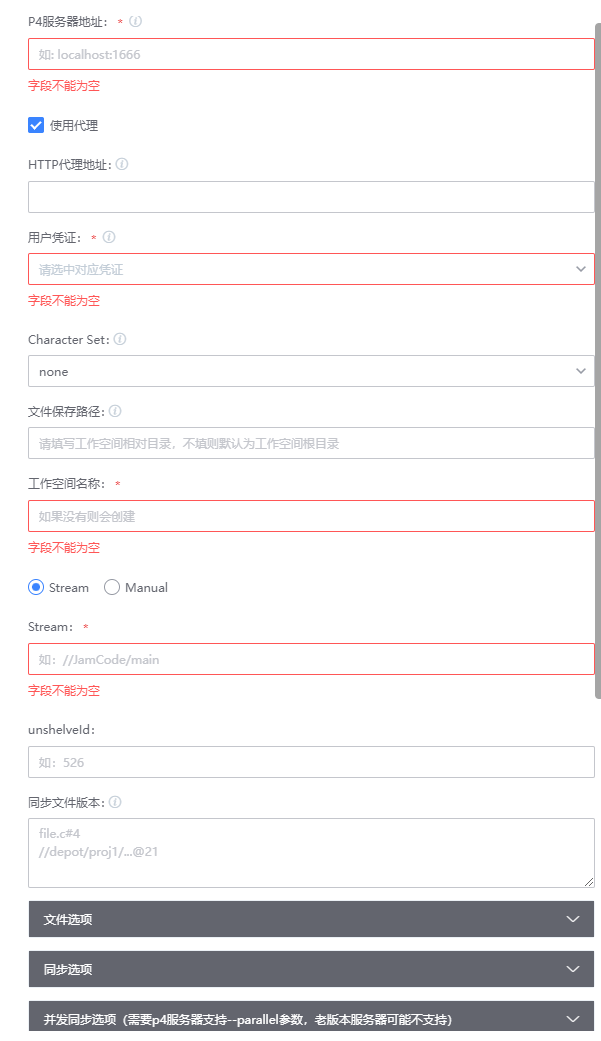 P4服务器地址： *
如: localhost:1666
字段不能为空
使用代理
HTTP代理地址:
用户凭证： *
请选中对应凭证
字段不能为空
Character Set:
none
文件保存路径:
请填写工作空间相对目录，不填则默认为工作空间根目录
工作空间名称： *
如果没有则会创建
字段不能为空
Stream Manual
Stream： *
如：//JamCode/main
字段不能为空
unshelveId:
如：526
同步文件版本:
file.c#4
//depot/proj1/...@21
文件选项
同步选项
并发同步选项（需要p4服务器支持--parallel参数，老版本服务器可能不支持）